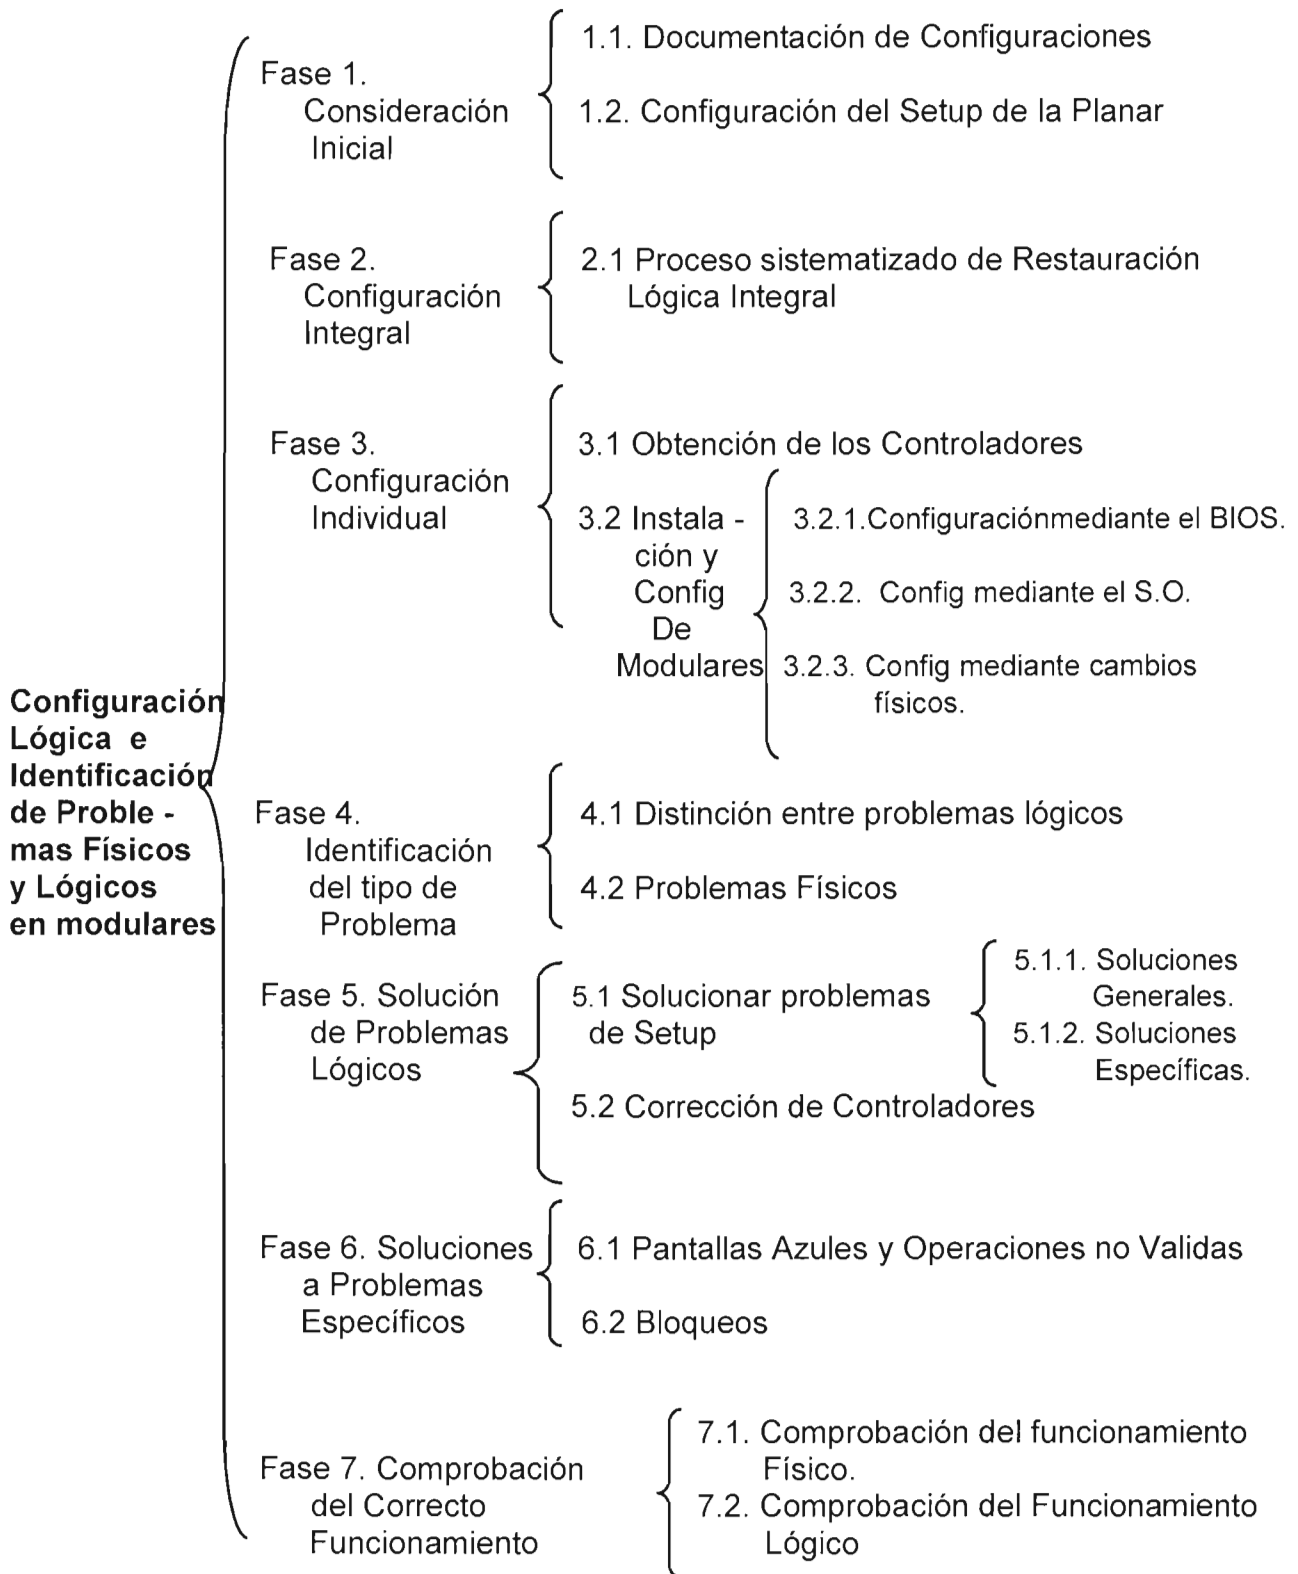 Configuración
Lógica e
Identificación
de Proble -
mas Físicos
y Lógicos
en modulares
Fase 1.
Consideración
Inicial
1.1. Documentación de Configuraciones
1.2. Configuración del Setup de la Planar
Fase 2.
Configuración
Integral
2.1 Proceso sistematizado de Restauración
Lógica Integral
Fase 3.
Configuración
Individual
3.1 Obtención de los Controladores
3.2 Instala -
ción y
Config
De
Modulares
3.2.1.Configuraciónmediante el BIOS.
3.2.2. Config mediante el S.O.
3.2.3. Config mediante cambios
físicos.
Fase 4.
Identificación
del tipo de
Problema
4.1 Distinción entre problemas lógicos
4.2 Problemas Físicos
Fase 5. Solución
de Problemas
Lógicos
5.1 Solucionar problemas
de Setup
5.1.1. Soluciones
Generales.
5.1.2. Soluciones
Específicas.
5.2 Corrección de Controladores
Fase 6. Soluciones
a Problemas
Específicos
6.1 Pantallas Azules y Operaciones no Validas
6.2 Bloqueos
Fase 7. Comprobación
del Correcto
Funcionamiento
7.1. Comprobación del funcionamiento
Físico.
7.2. Comprobación del Funcionamiento
Lógico